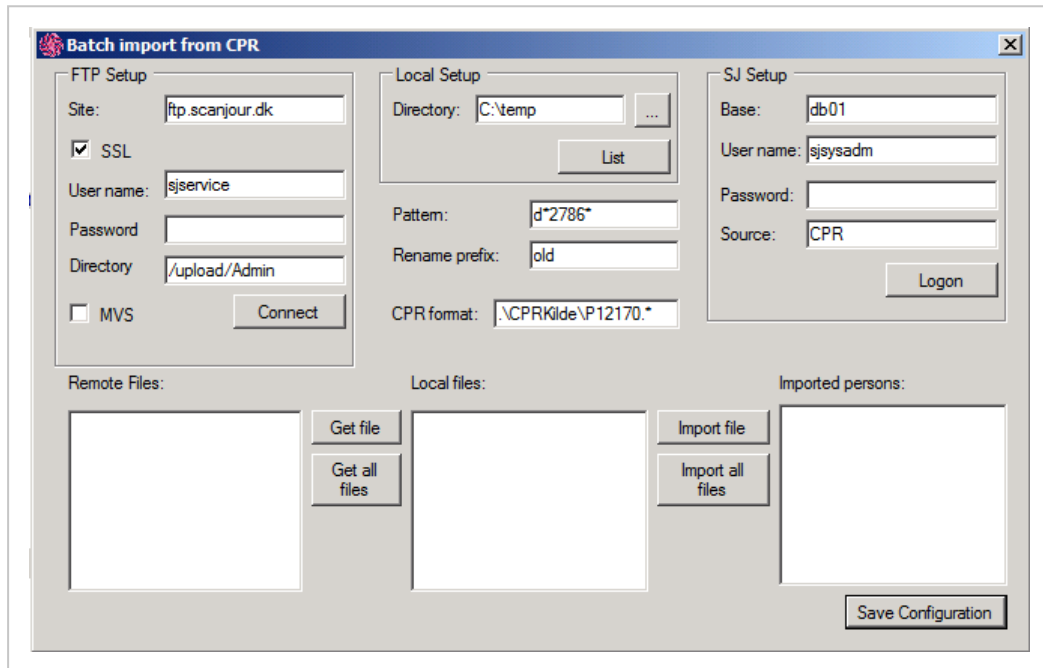 Batch import from CPR
FTP Setup
Site: ftp.scanjour.dk
SSL
User name: sjservice
Password
Directory /upload/Admin
MVS Connect
Local Setup
Directory: C:\temp ...
List
Pattern: d*2786*
Rename prefix: old
CPR format: .\CPRKilde\P12170.*
SJ Setup
Base: db01
User name: sjsysadm
Password:
Source: CPR
Logon
Remote Files:
Get file
Get all
files
Local files:
Import file
Import all
files
Imported persons:
Save Configuration